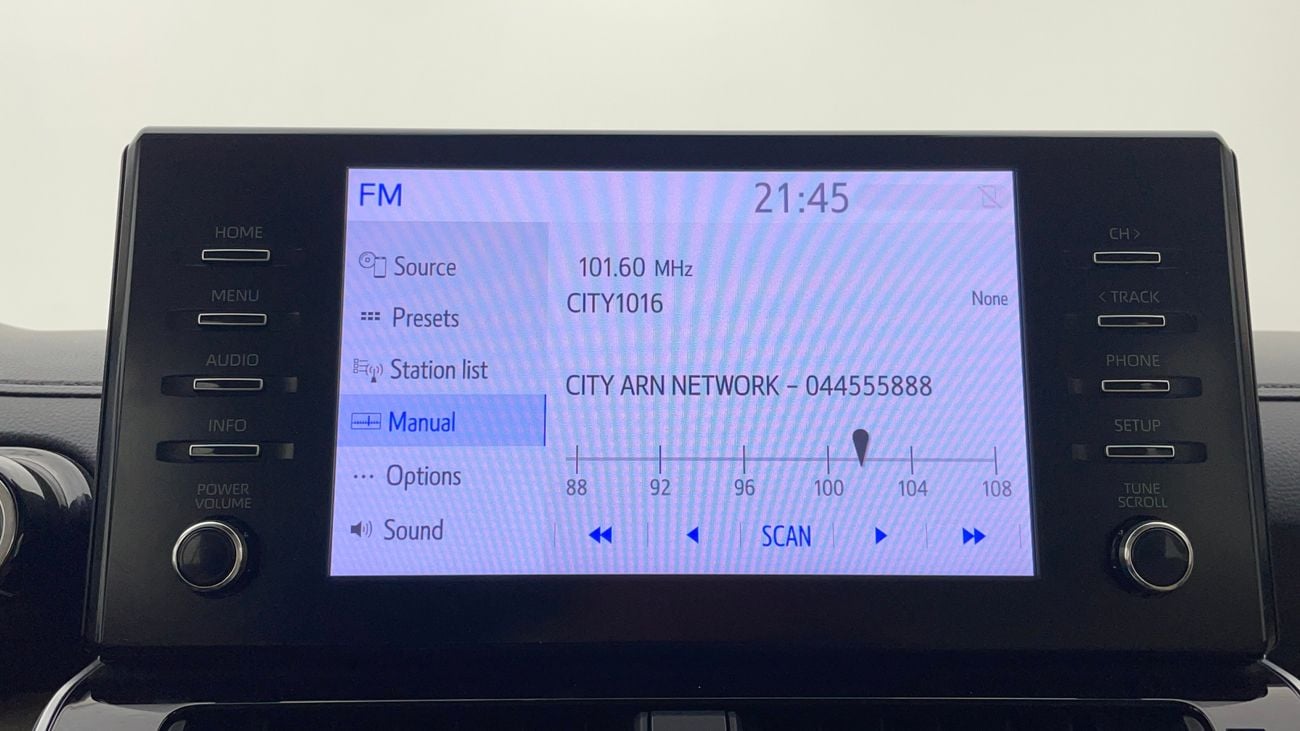 FM
21:45
HOME
MENU
AUDIO
INFO
POWER
VOLUME
Source
Presets
Station list
Manual
Options
Sound
101.60 MHz
CITY1016
None
CITY ARN NETWORK - 044555888
88 92 96 100 104 108
SCAN
CH >
< TRACK
PHONE
SETUP
TUNE
SCROLL